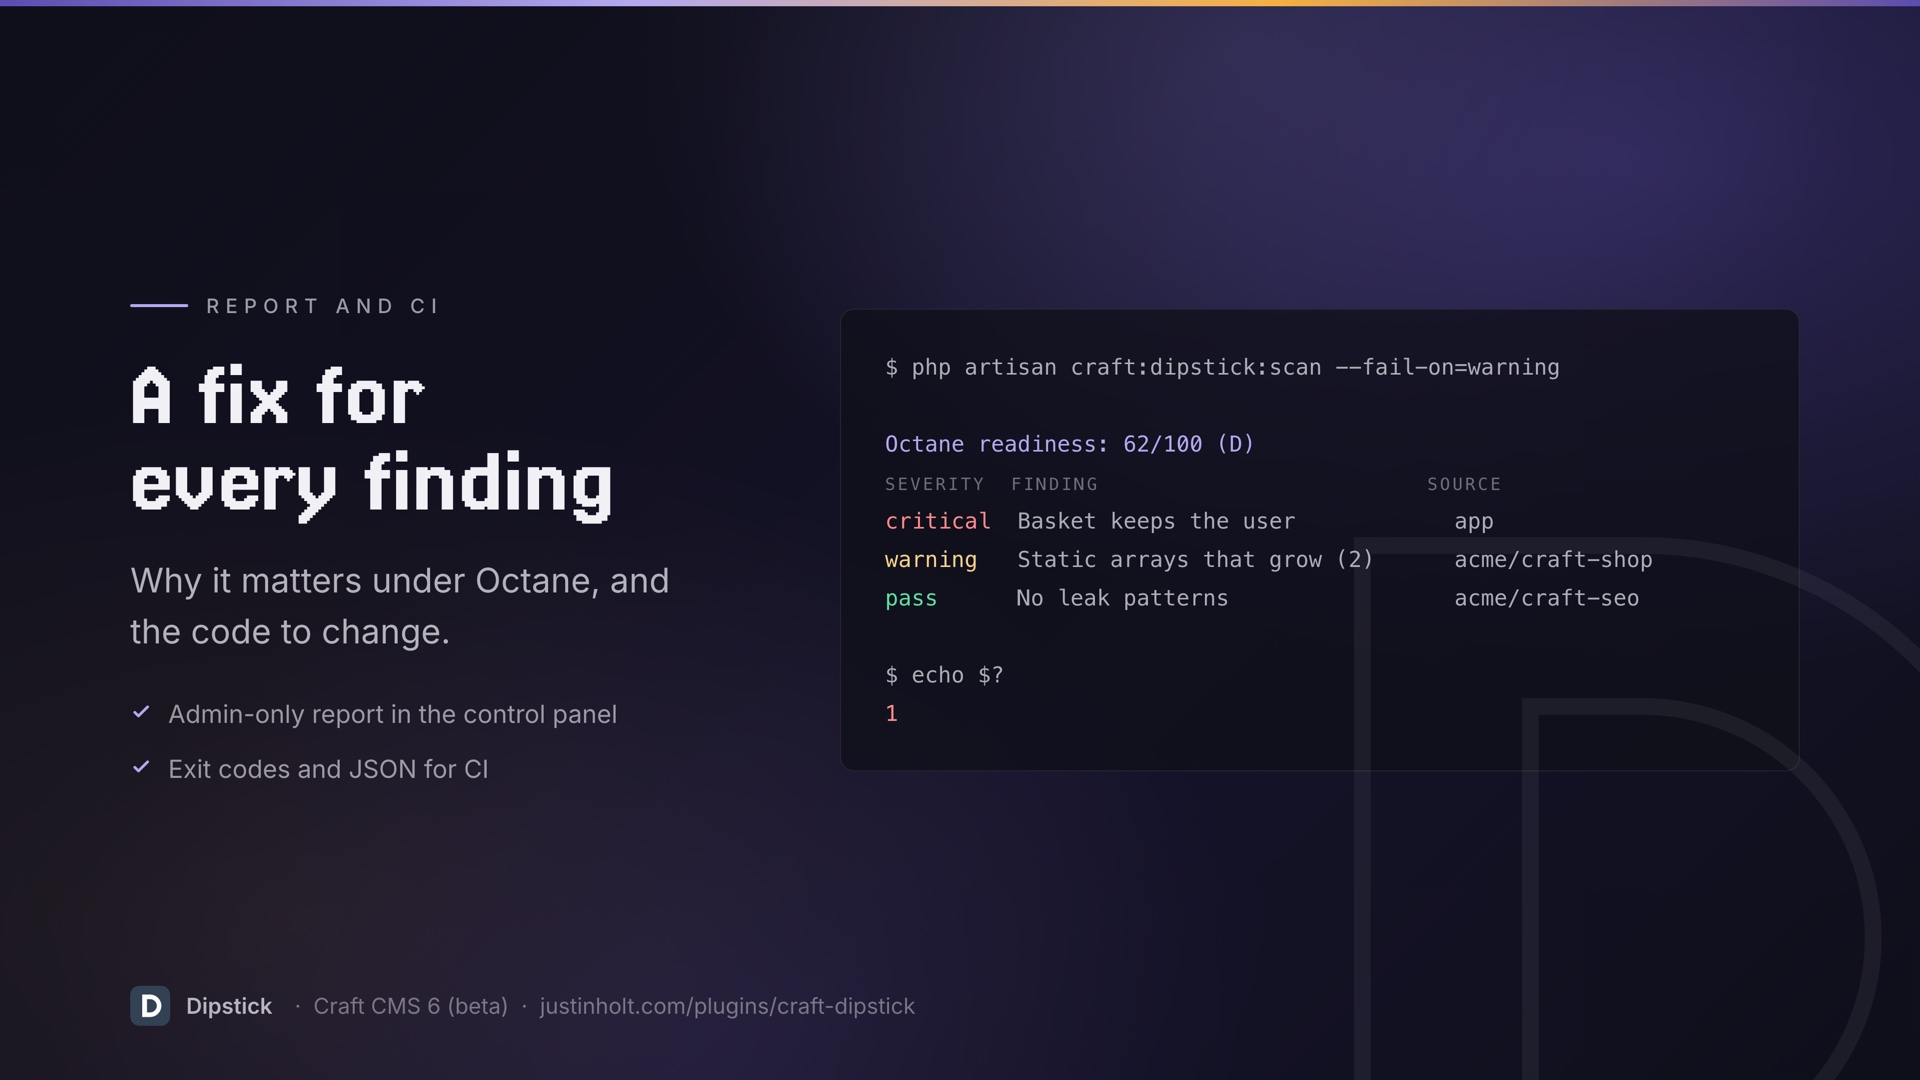 REPORT AND CI
A fix for
every finding
Why it matters under Octane, and
the code to change.
Admin-only report in the control panel
Exit codes and JSON for CI
$ php artisan craft:dipstick:scan --fail-on=warning
Octane readiness: 62/100 (D)
SEVERITY FINDING SOURCE
critical Basket keeps the user app
warning Static arrays that grow (2) acme/craft-shop
pass No leak patterns acme/craft-seo
$ echo $?
1
D Dipstick · Craft CMS 6 (beta) · justinholt.com/plugins/craft-dipstick